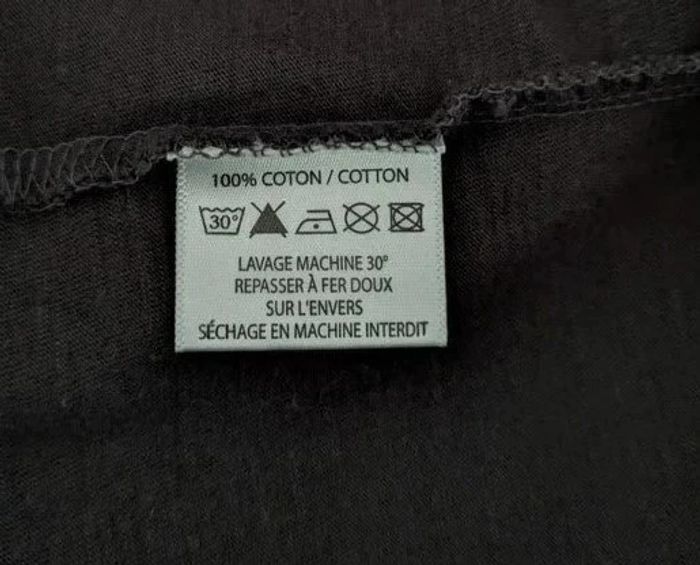 100% COTON / COTTON
30°
LAVAGE MACHINE 30°
REPASSER À FER DOUX
SUR L'ENVERS
SÉCHAGE EN MACHINE INTERDIT